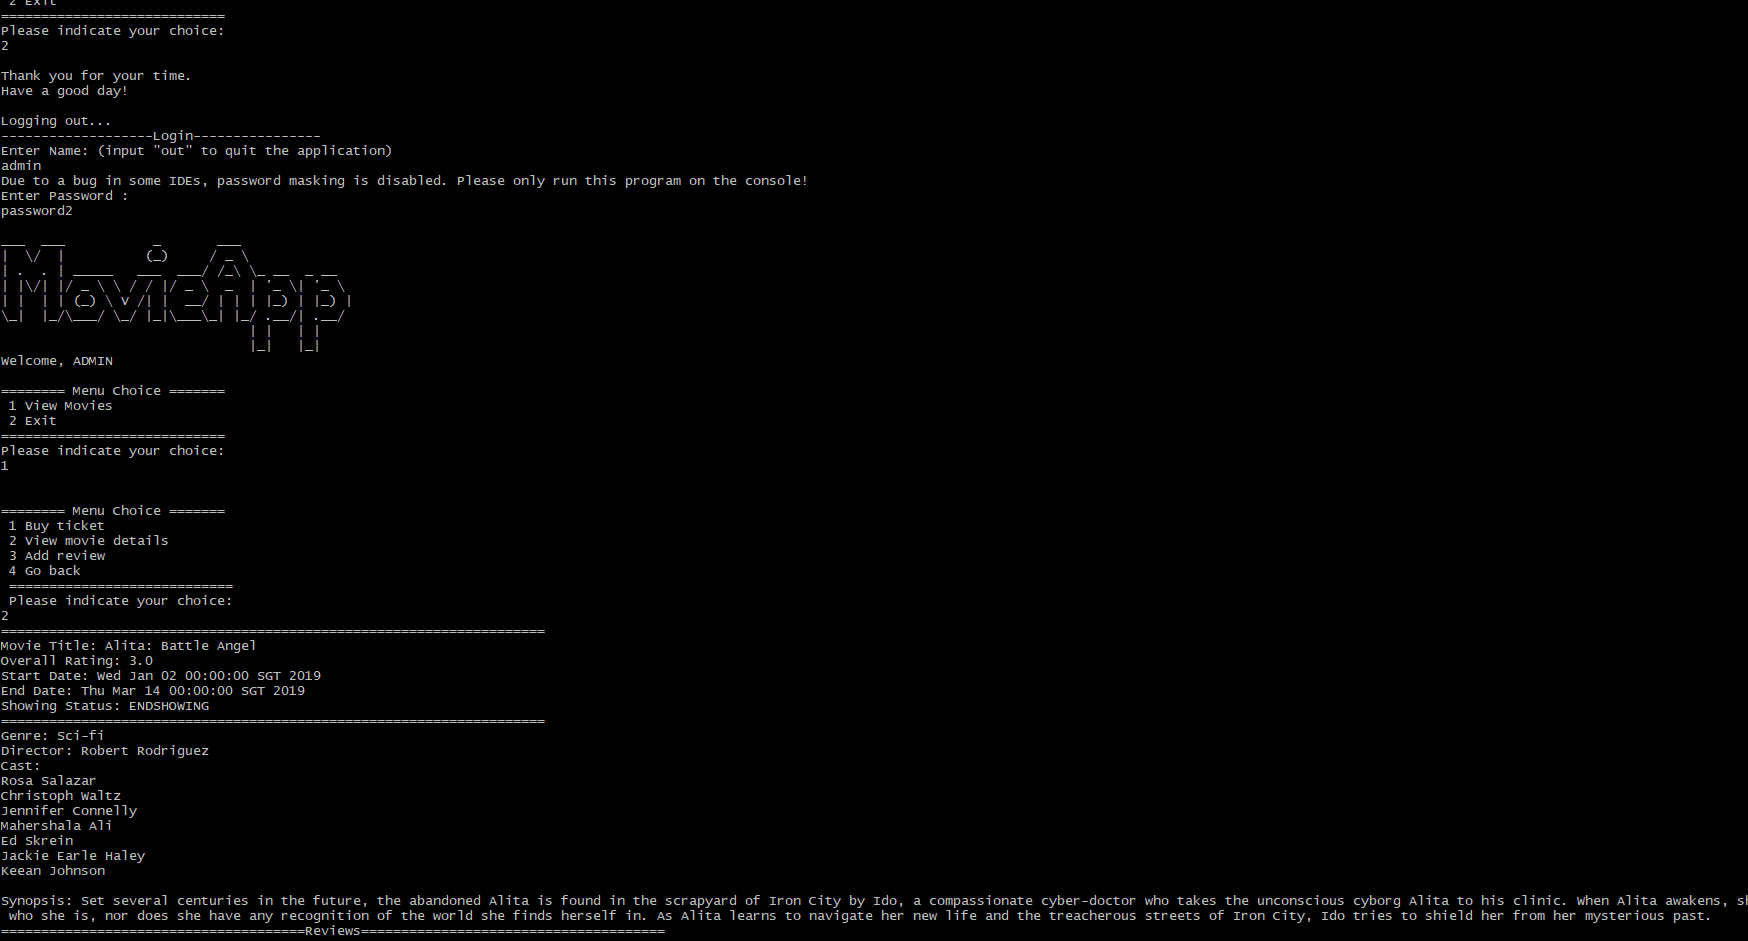 2 Exit
============================
Please indicate your choice:
2
Thank you for your time.
Have a good day!
Logging out...
-------------------Login----------------
Enter Name: (input "out" to quit the application)
admin
Due to a bug in some IDEs, password masking is disabled. Please only run this program on the console!
Enter Password :
password2
MovieApp
Welcome, ADMIN
======== Menu Choice =======
1 View Movies
2 Exit
============================
Please indicate your choice:
1
======== Menu Choice =======
1 Buy ticket
2 View movie details
3 Add review
4 Go back
============================
Please indicate your choice:
2
====================================================================
Movie Title: Alita: Battle Angel
Overall Rating: 3.0
Start Date: Wed Jan 02 00:00:00 SGT 2019
End Date: Thu Mar 14 00:00:00 SGT 2019
Showing Status: ENDSHOWING
====================================================================
Genre: Sci-fi
Director: Robert Rodriguez
Cast:
Rosa Salazar
Christoph Waltz
Jennifer Connelly
Mahershala Ali
Ed Skrein
Jackie Earle Haley
Keean Johnson
Synopsis: Set several centuries in the future, the abandoned Alita is found in the scrapyard of Iron City by Ido, a compassionate cyber-doctor who takes the unconscious cyborg Alita to his clinic. When Alita awakens,
who she is, nor does she have any recognition of the world she finds herself in. As Alita learns to navigate her new life and the treacherous streets of Iron City, Ido tries to shield her from her mysterious past.
======================================Reviews======================================